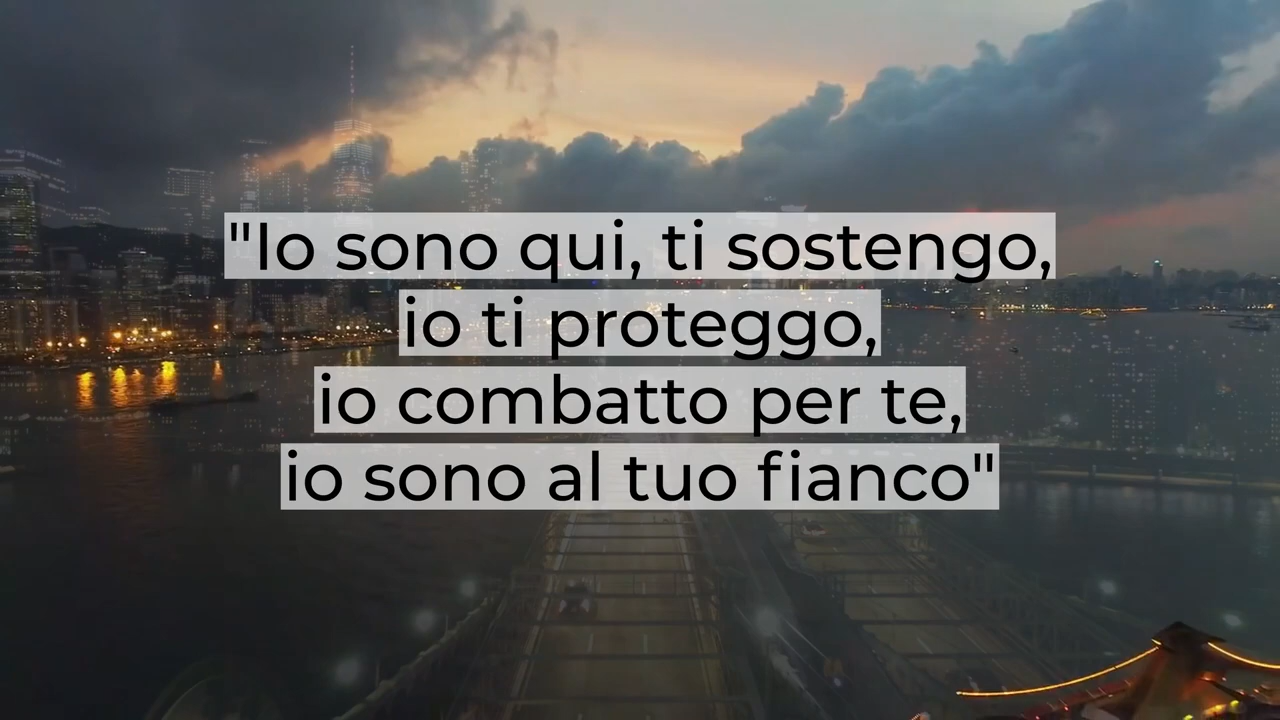 "Io sono qui, ti sostengo,
io ti proteggo,
io combatto per te,
io sono al tuo fianco"